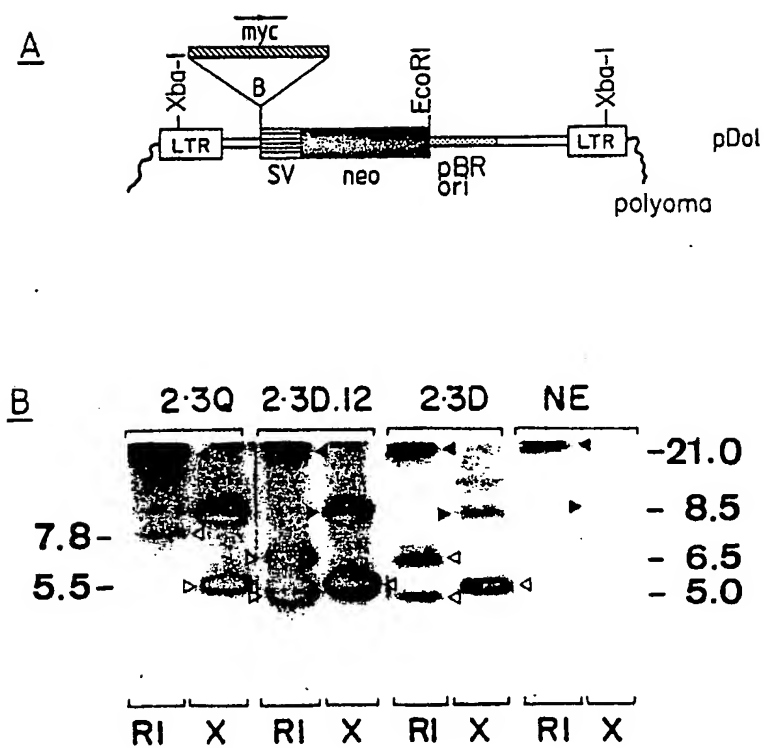 A
myc
Xba-I
B
EcoRI
Xba-I
LTR
LTR
pDol
SV
neo
pBR
ori
polyoma
B
2·3Q 2·3D.12 2·3D NE
-21.0
- 8.5
7.8-
- 6.5
5.5-
- 5.0
RI X RI X RI X RI X